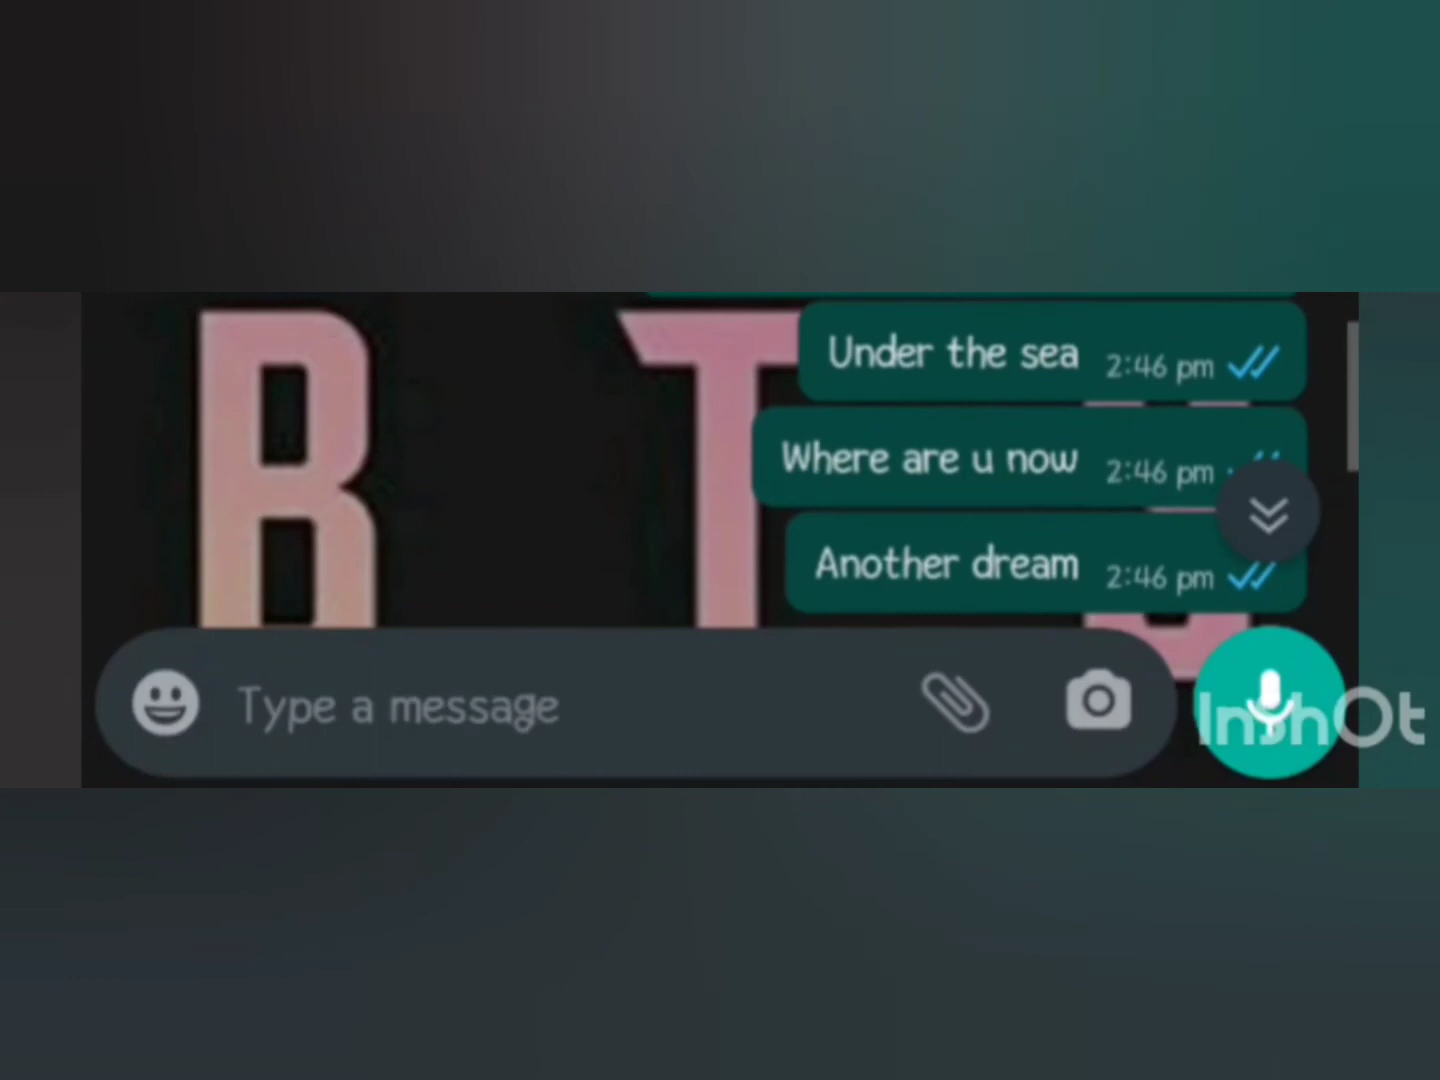 B T S
Under the sea 2:46 pm
Where are u now 2:46 pm
Another dream 2:46 pm
Type a message
InShOt